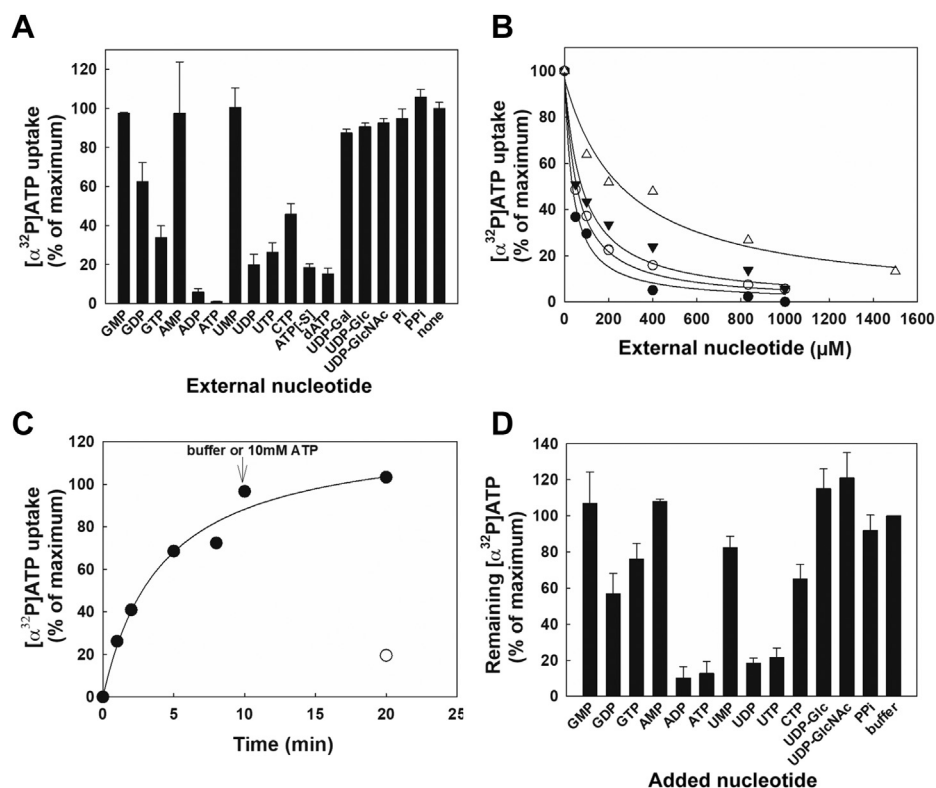 A
[α³²P]ATP uptake
(% of maximum)
120
100
80
60
40
20
0
GMP
GDP
GTP
AMP
ADP
ATP
UMP
UDP
UTP
CTP
dATP
UDP-Gal
UDP-Glc
UDP-GlcNAc
Pi
PPi
none
External nucleotide
B
[α³²P]ATP uptake
(% of maximum)
100
80
60
40
20
0
0 200 400 600 800 1000 1200 1400 1600
External nucleotide (µM)
C
[α³²P]ATP uptake
(% of maximum)
120
100
80
60
40
20
0
buffer or 10mM ATP
0 5 10 15 20 25
Time (min)
D
Remaining [α³²P]ATP
(% of maximum)
140
120
100
80
60
40
20
0
GMP
GDP
GTP
AMP
ADP
ATP
UMP
UDP
UTP
CTP
UDP-Glc
UDP-GlcNAc
PPi
buffer
Added nucleotide